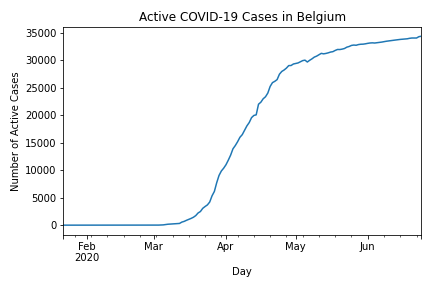 Active COVID-19 Cases in Belgium
Number of Active Cases
35000
30000
25000
20000
15000
10000
5000
0
Feb Mar Apr May Jun
2020
Day